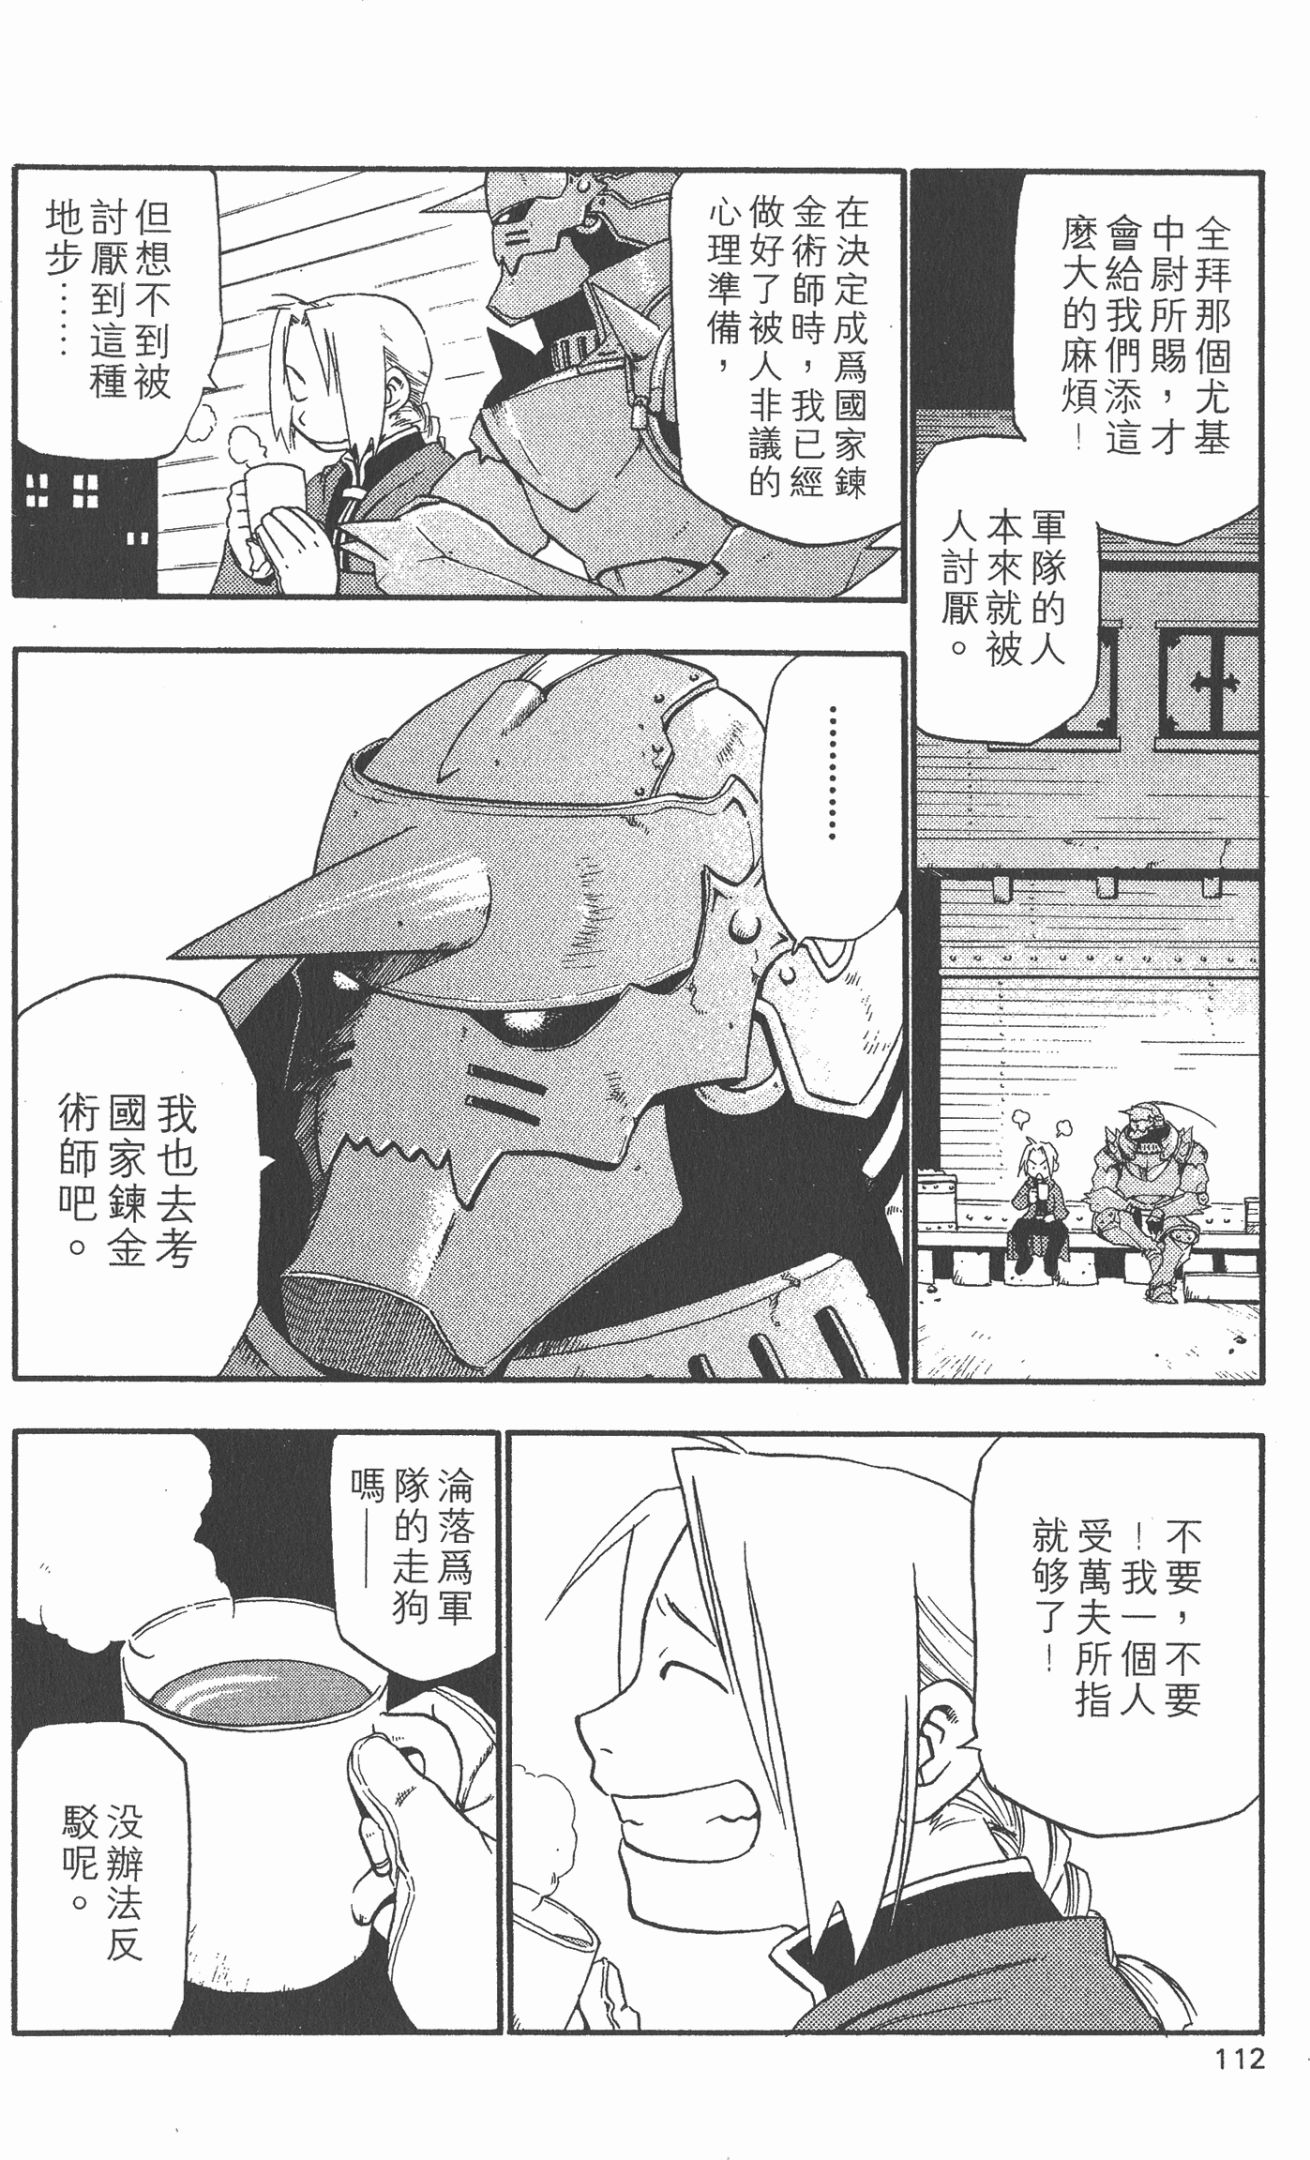 全拜那個尤基
中尉所賜，才
會給我們添這
麽大的麻煩！
軍隊的人
本來就被
人討厭。
在決定成爲國家鍊
金術師時，我已經
做好了被人非議的
心理準備，
但想不到被
討厭到這種
地步……
…………
我也去考
國家鍊金
術師吧。
不要，不要
！我一個人
受萬夫所指
就够了！
淪落爲軍
隊的走狗
嗎——
没辦法反
駁呢。
112